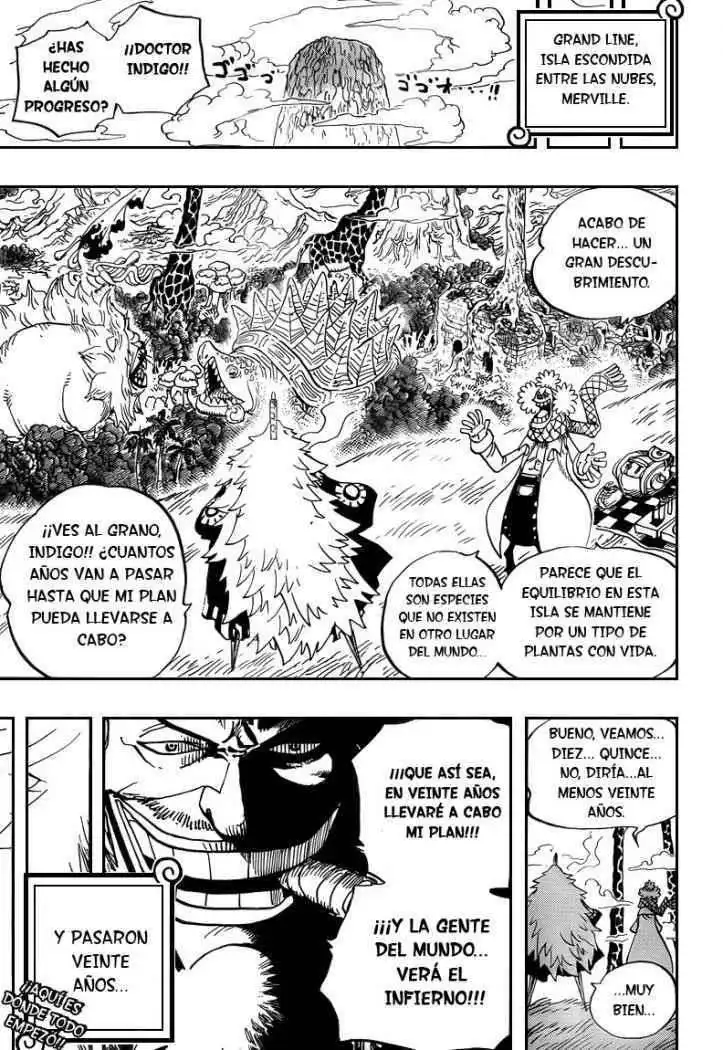 GRAND LINE,
ISLA ESCONDIDA
ENTRE LAS NUBES,
MERVILLE.
ゴゴゴゴ
¡¡DOCTOR
INDIGO!!
¿HAS
HECHO
ALGÚN
PROGRESO?
ACABO DE
HACER... UN
GRAN DESCU-
BRIMIENTO.
PARECE QUE EL
EQUILIBRIO EN ESTA
ISLA SE MANTIENE
POR UN TIPO DE
PLANTAS CON VIDA.
TODAS ELLAS
SON ESPECIES
QUE NO EXISTEN
EN OTRO LUGAR
DEL MUNDO...
¡¡VES AL GRANO,
INDIGO!! ¿CUANTOS
AÑOS VAN A PASAR
HASTA QUE MI PLAN
PUEDA LLEVARSE A
CABO?
BUENO, VEAMOS...
DIEZ... QUINCE...
NO, DIRÍA...AL
MENOS VEINTE
AÑOS.
...MUY
BIEN...
¡¡¡QUE ASÍ SEA,
EN VEINTE AÑOS
LLEVARÉ A CABO
MI PLAN!!!
¡¡¡Y LA GENTE
DEL MUNDO...
VERÁ EL
INFIERNO!!!
Y PASARON
VEINTE
AÑOS...
¡¡AQUÍ ES
DONDE TODO
EMPEZÓ!!